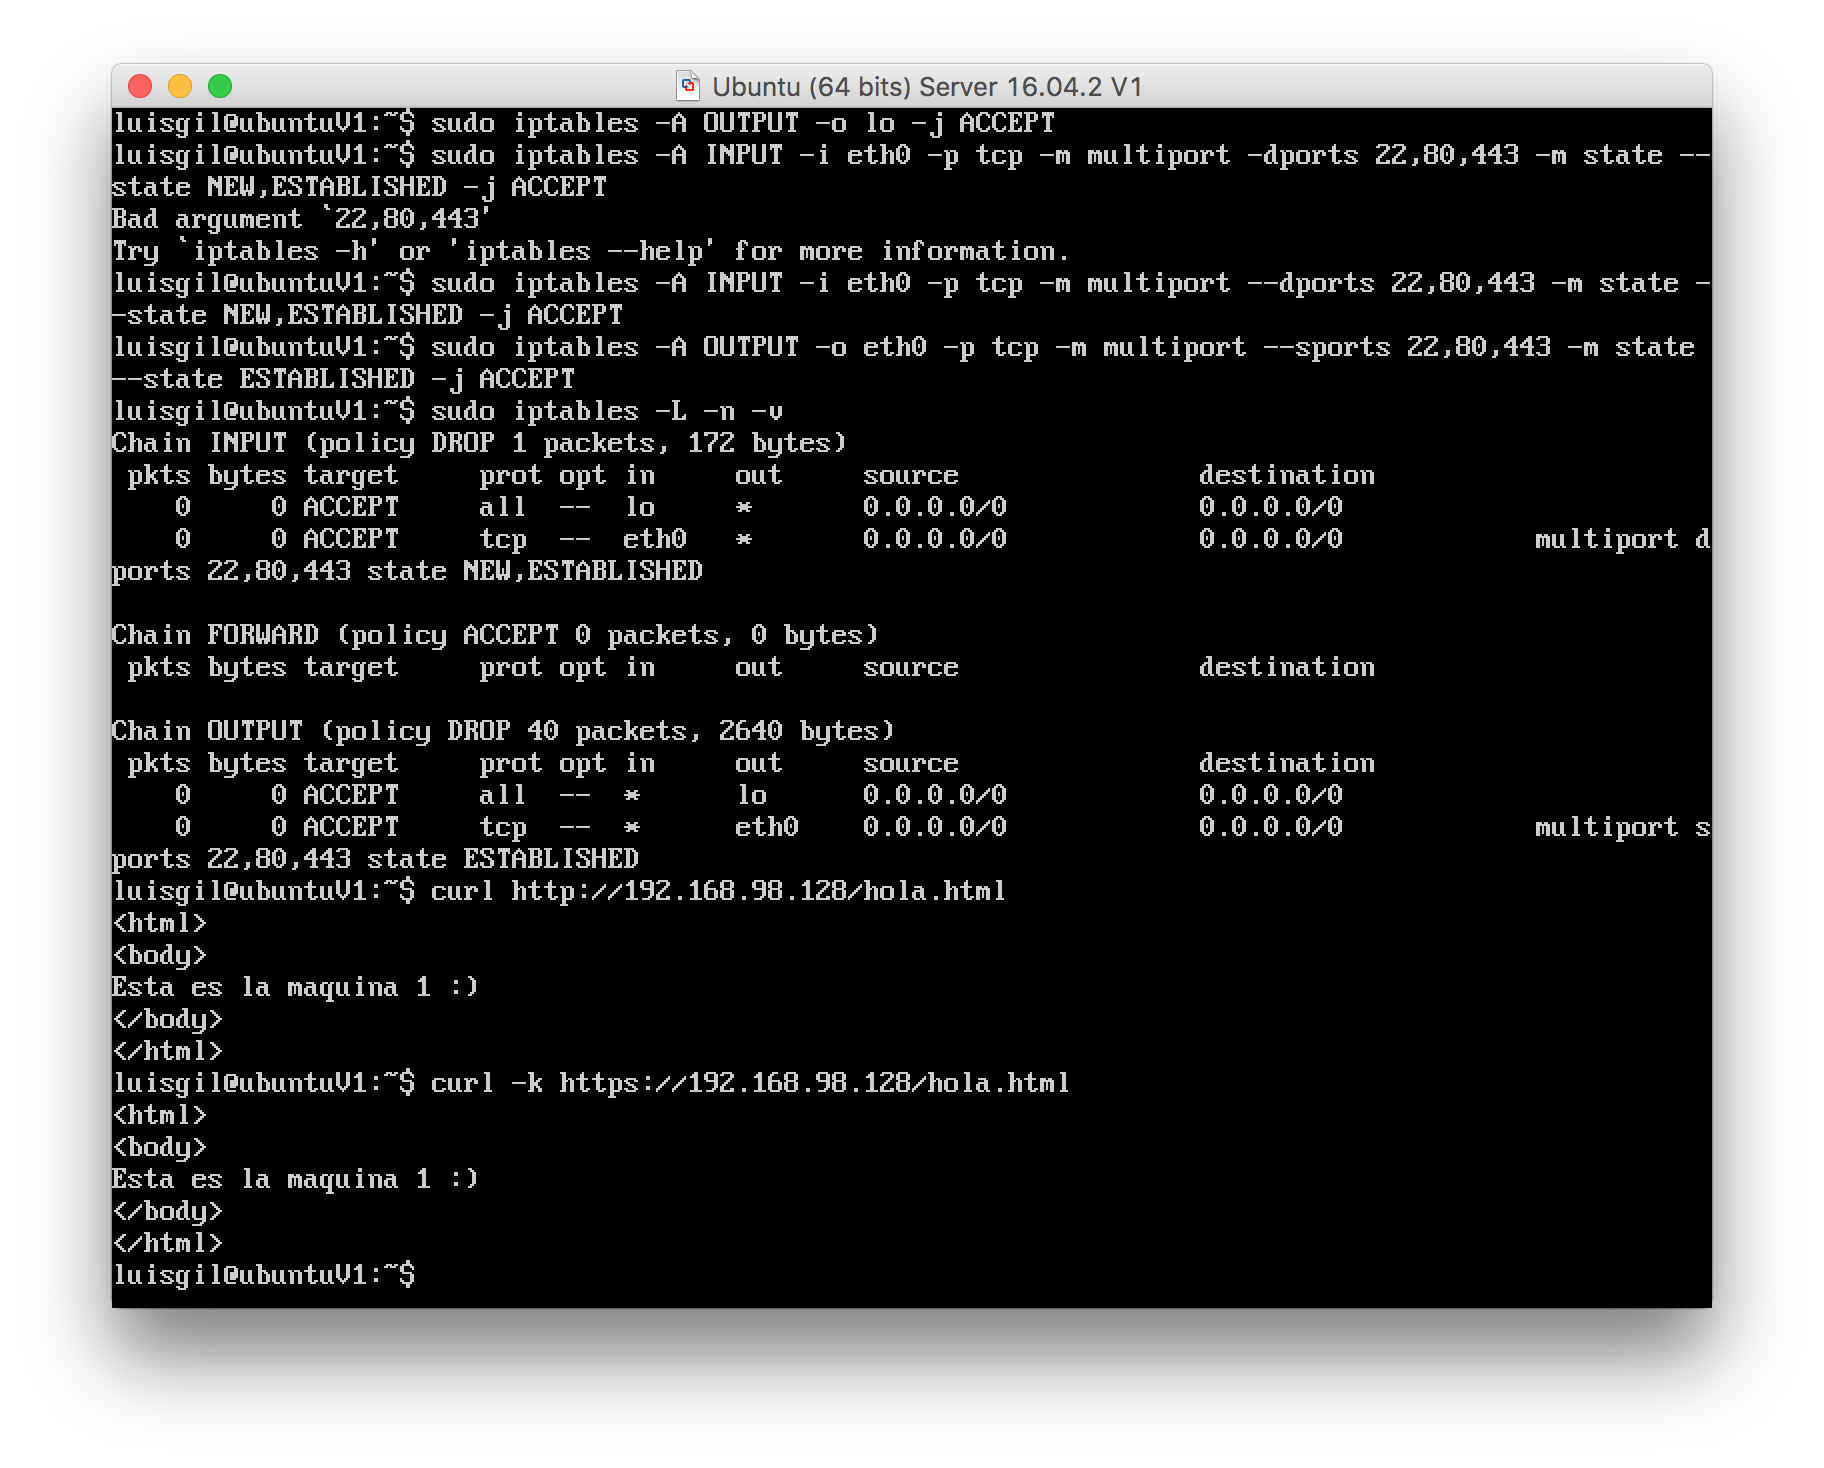 Ubuntu (64 bits) Server 16.04.2 V1
luisgil@ubuntuV1:~$ sudo iptables -A OUTPUT -o lo -j ACCEPT
luisgil@ubuntuV1:~$ sudo iptables -A INPUT -i eth0 -p tcp -m multiport -dports 22,80,443 -m state --
state NEW,ESTABLISHED -j ACCEPT
Bad argument `22,80,443'
Try `iptables -h' or 'iptables --help' for more information.
luisgil@ubuntuV1:~$ sudo iptables -A INPUT -i eth0 -p tcp -m multiport --dports 22,80,443 -m state -
-state NEW,ESTABLISHED -j ACCEPT
luisgil@ubuntuV1:~$ sudo iptables -A OUTPUT -o eth0 -p tcp -m multiport --sports 22,80,443 -m state
--state ESTABLISHED -j ACCEPT
luisgil@ubuntuV1:~$ sudo iptables -L -n -v
Chain INPUT (policy DROP 1 packets, 172 bytes)
 pkts bytes target     prot opt in     out     source               destination
    0     0 ACCEPT     all  --  lo     *       0.0.0.0/0            0.0.0.0/0
    0     0 ACCEPT     tcp  --  eth0   *       0.0.0.0/0            0.0.0.0/0            multiport d
ports 22,80,443 state NEW,ESTABLISHED
Chain FORWARD (policy ACCEPT 0 packets, 0 bytes)
 pkts bytes target     prot opt in     out     source               destination
Chain OUTPUT (policy DROP 40 packets, 2640 bytes)
 pkts bytes target     prot opt in     out     source               destination
    0     0 ACCEPT     all  --  *      lo      0.0.0.0/0            0.0.0.0/0
    0     0 ACCEPT     tcp  --  *      eth0    0.0.0.0/0            0.0.0.0/0            multiport s
ports 22,80,443 state ESTABLISHED
luisgil@ubuntuV1:~$ curl http://192.168.98.128/hola.html
<html>
<body>
Esta es la maquina 1 :)
</body>
</html>
luisgil@ubuntuV1:~$ curl -k https://192.168.98.128/hola.html
<html>
<body>
Esta es la maquina 1 :)
</body>
</html>
luisgil@ubuntuV1:~$